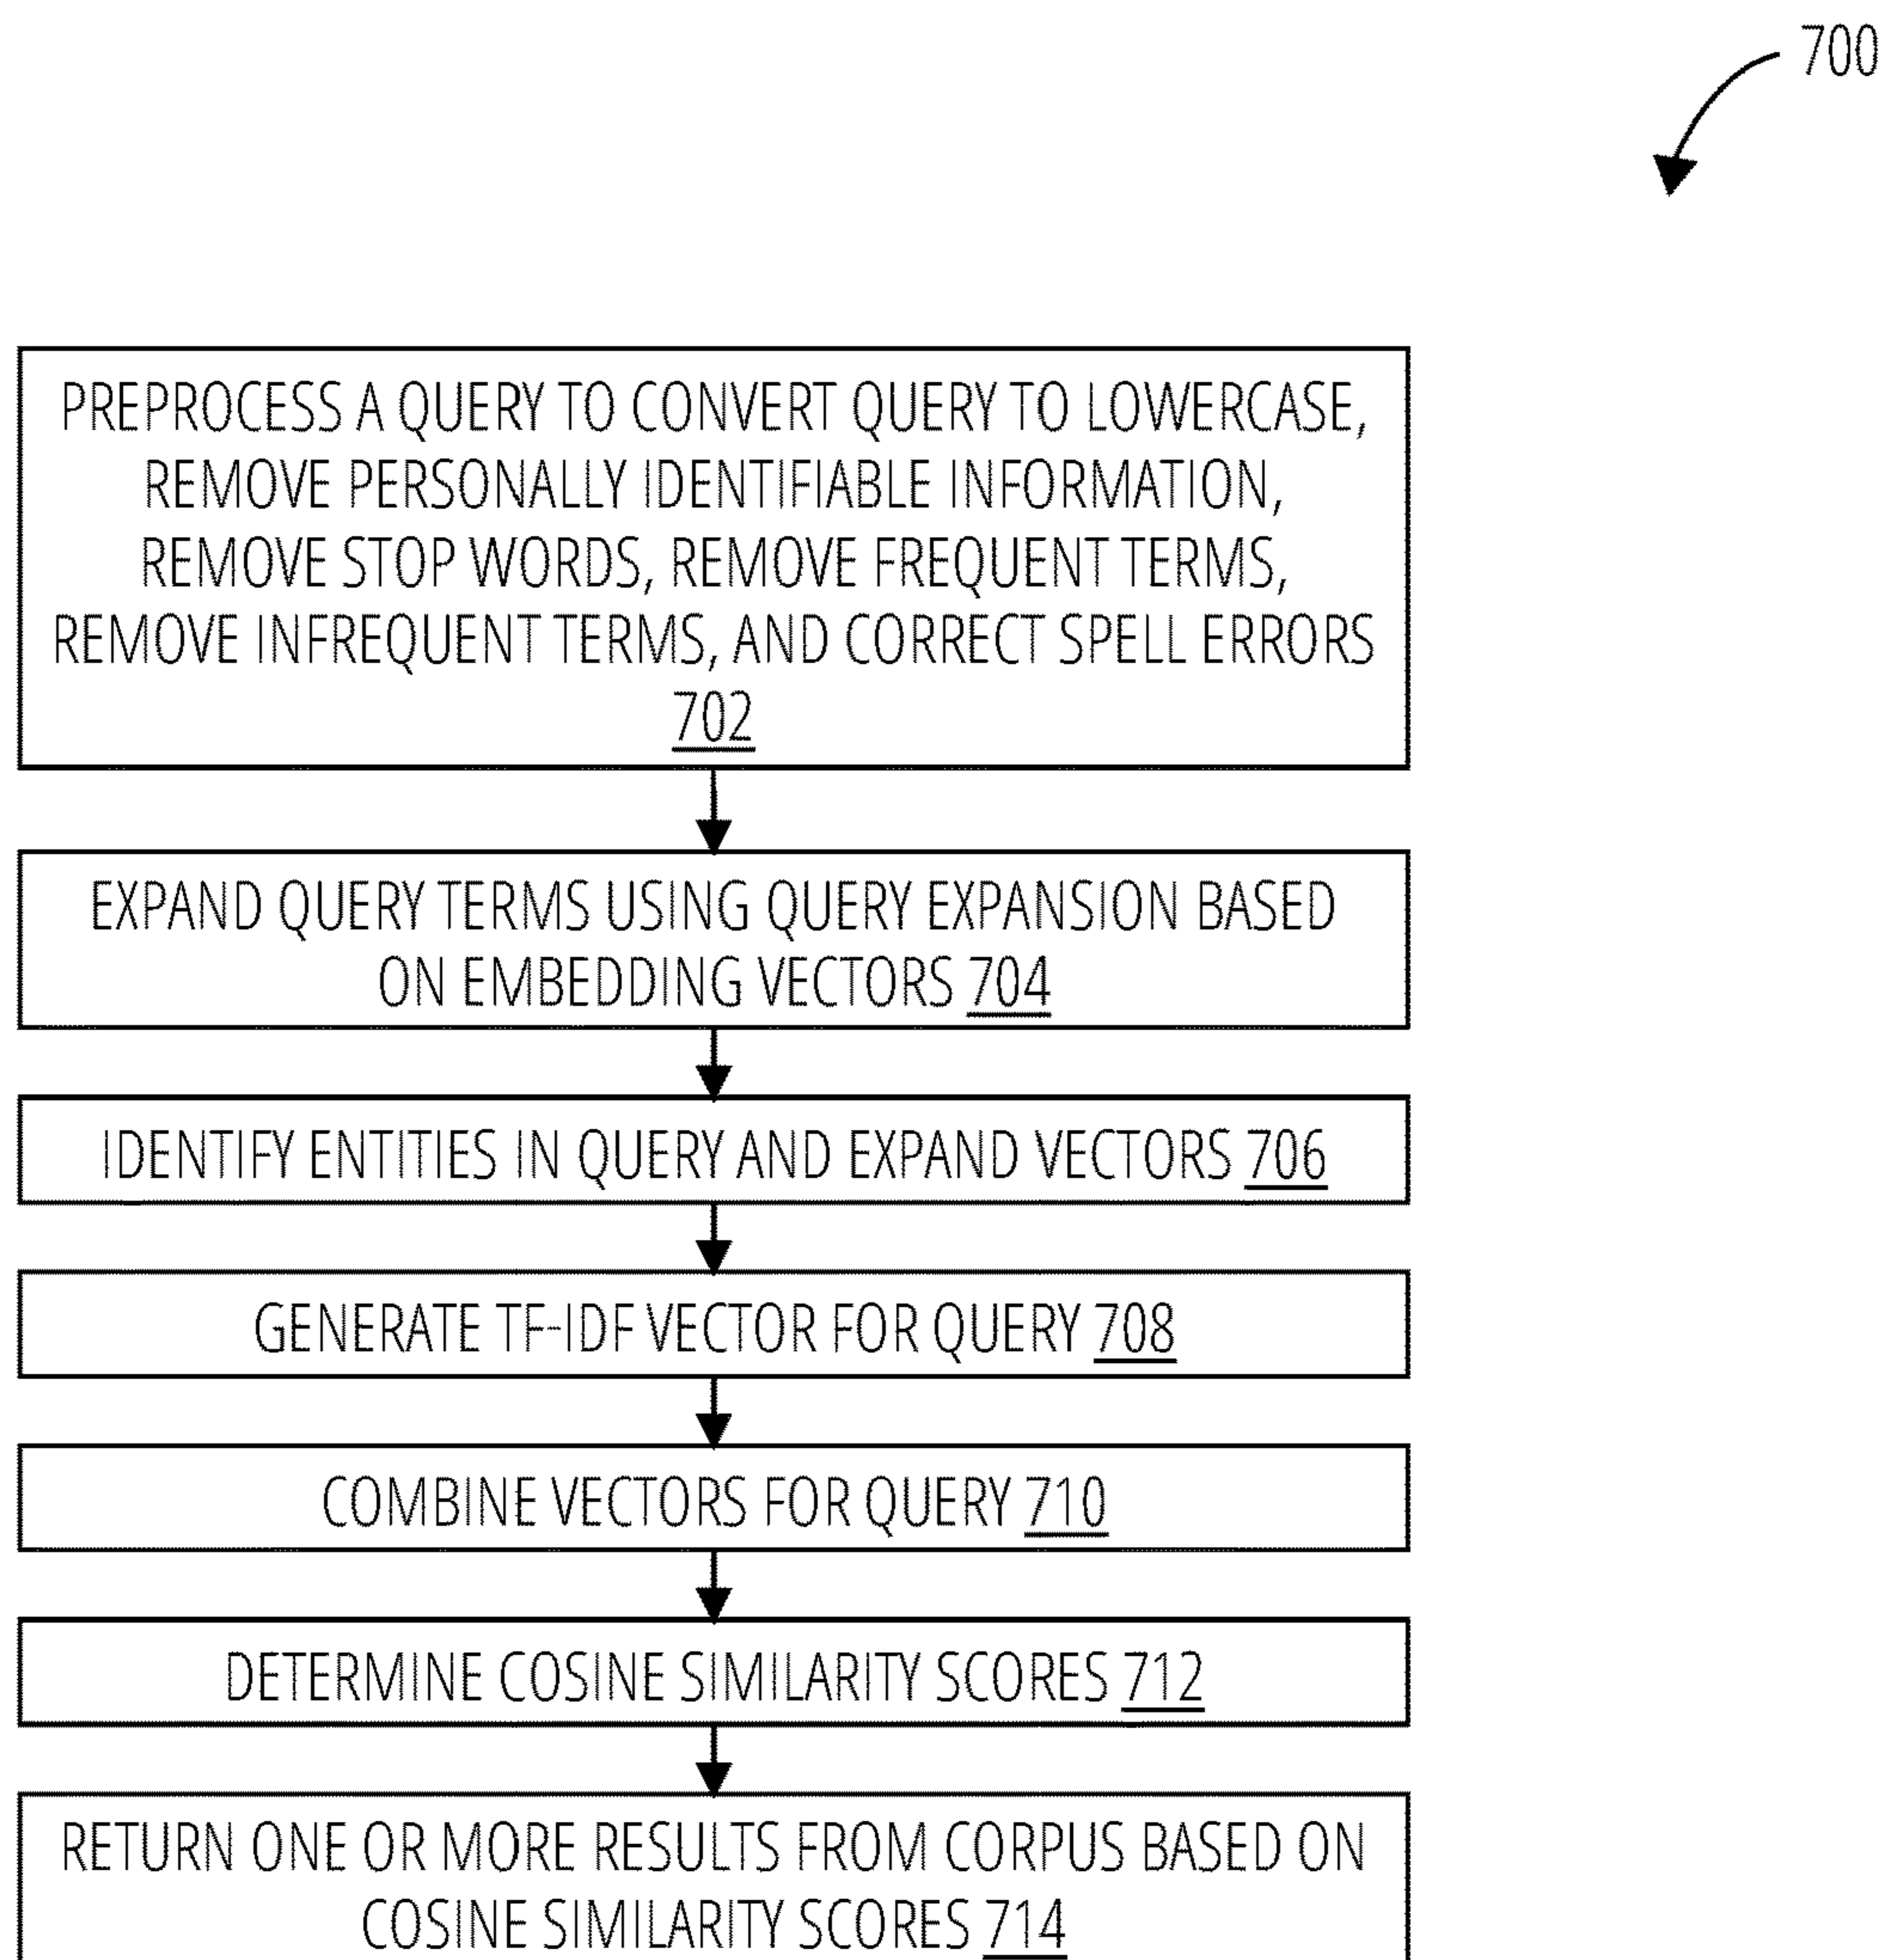 700
PREPROCESS A QUERY TO CONVERT QUERY TO LOWERCASE,
REMOVE PERSONALLY IDENTIFIABLE INFORMATION,
REMOVE STOP WORDS, REMOVE FREQUENT TERMS,
REMOVE INFREQUENT TERMS, AND CORRECT SPELL ERRORS
702
EXPAND QUERY TERMS USING QUERY EXPANSION BASED
ON EMBEDDING VECTORS 704
IDENTIFY ENTITIES IN QUERY AND EXPAND VECTORS 706
GENERATE TF-IDF VECTOR FOR QUERY 708
COMBINE VECTORS FOR QUERY 710
DETERMINE COSINE SIMILARITY SCORES 712
RETURN ONE OR MORE RESULTS FROM CORPUS BASED ON
COSINE SIMILARITY SCORES 714